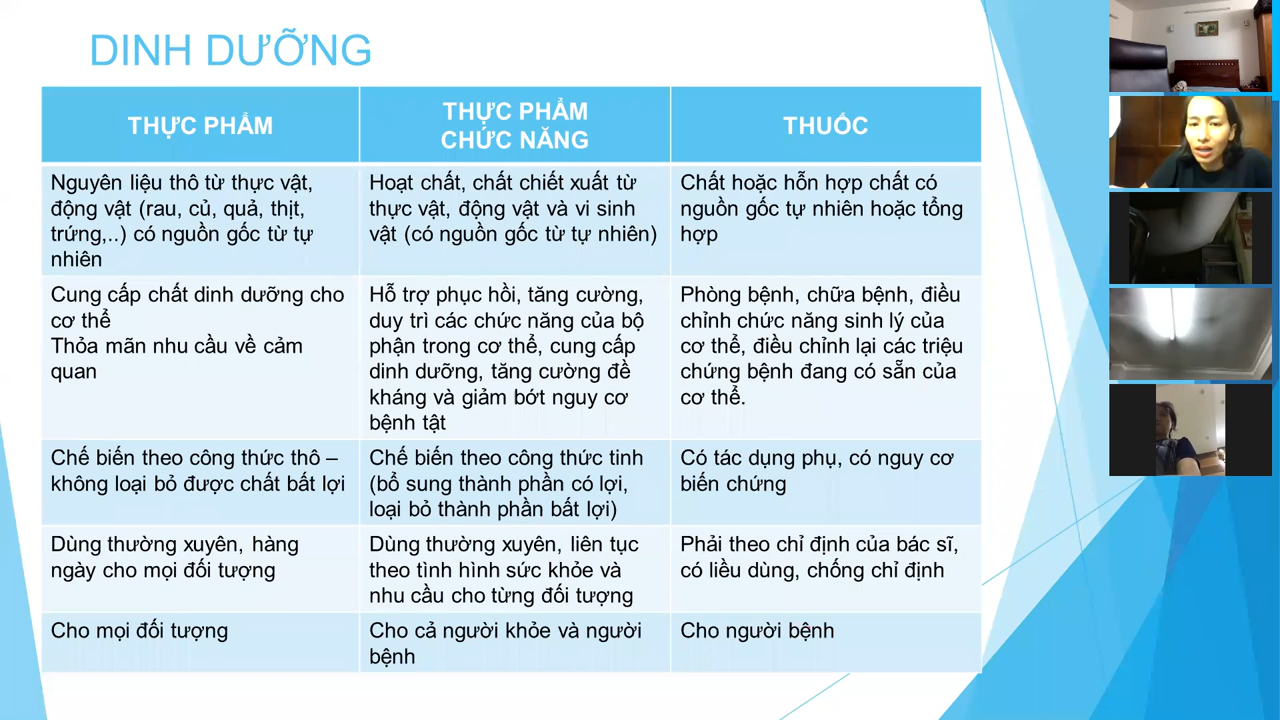 DINH DƯỠNG
THỰC PHẨM
THỰC PHẨM
CHỨC NĂNG
THUỐC
Nguyên liệu thô từ thực vật,
động vật (rau, củ, quả, thịt,
trứng,..) có nguồn gốc từ tự
nhiên
Hoạt chất, chất chiết xuất từ
thực vật, động vật và vi sinh
vật (có nguồn gốc từ tự nhiên)
Chất hoặc hỗn hợp chất có
nguồn gốc tự nhiên hoặc tổng
hợp
Cung cấp chất dinh dưỡng cho
cơ thể
Thỏa mãn nhu cầu về cảm
quan
Hỗ trợ phục hồi, tăng cường,
duy trì các chức năng của bộ
phận trong cơ thể, cung cấp
dinh dưỡng, tăng cường đề
kháng và giảm bớt nguy cơ
bệnh tật
Phòng bệnh, chữa bệnh, điều
chỉnh chức năng sinh lý của
cơ thể, điều chỉnh lại các triệu
chứng bệnh đang có sẵn của
cơ thể.
Chế biến theo công thức thô –
không loại bỏ được chất bất lợi
Chế biến theo công thức tinh
(bổ sung thành phần có lợi,
loại bỏ thành phần bất lợi)
Có tác dụng phụ, có nguy cơ
biến chứng
Dùng thường xuyên, hàng
ngày cho mọi đối tượng
Dùng thường xuyên, liên tục
theo tình hình sức khỏe và
nhu cầu cho từng đối tượng
Phải theo chỉ định của bác sĩ,
có liều dùng, chống chỉ định
Cho mọi đối tượng
Cho cả người khỏe và người
bệnh
Cho người bệnh